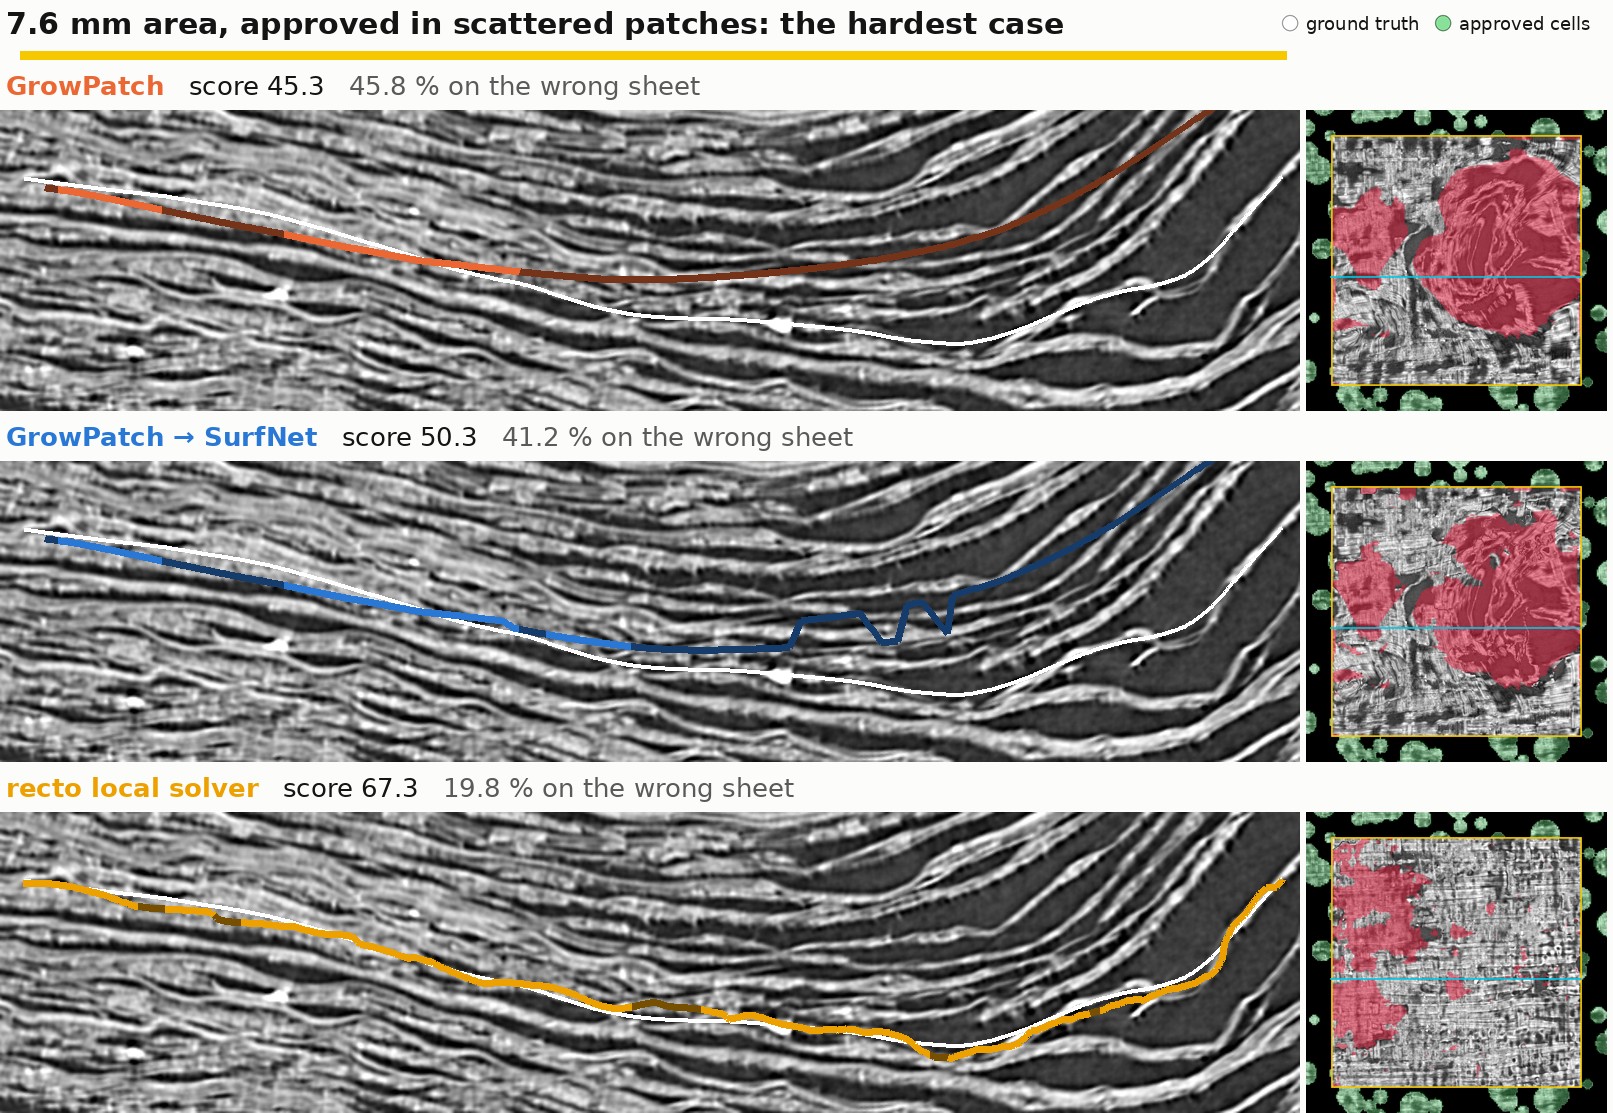 7.6 mm area, approved in scattered patches: the hardest case
ground truth approved cells
GrowPatch score 45.3 45.8 % on the wrong sheet
GrowPatch → SurfNet score 50.3 41.2 % on the wrong sheet
recto local solver score 67.3 19.8 % on the wrong sheet